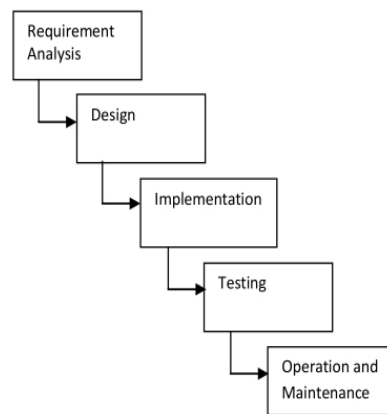 Requirement
Analysis
Design
Implementation
Testing
Operation and
Maintenance